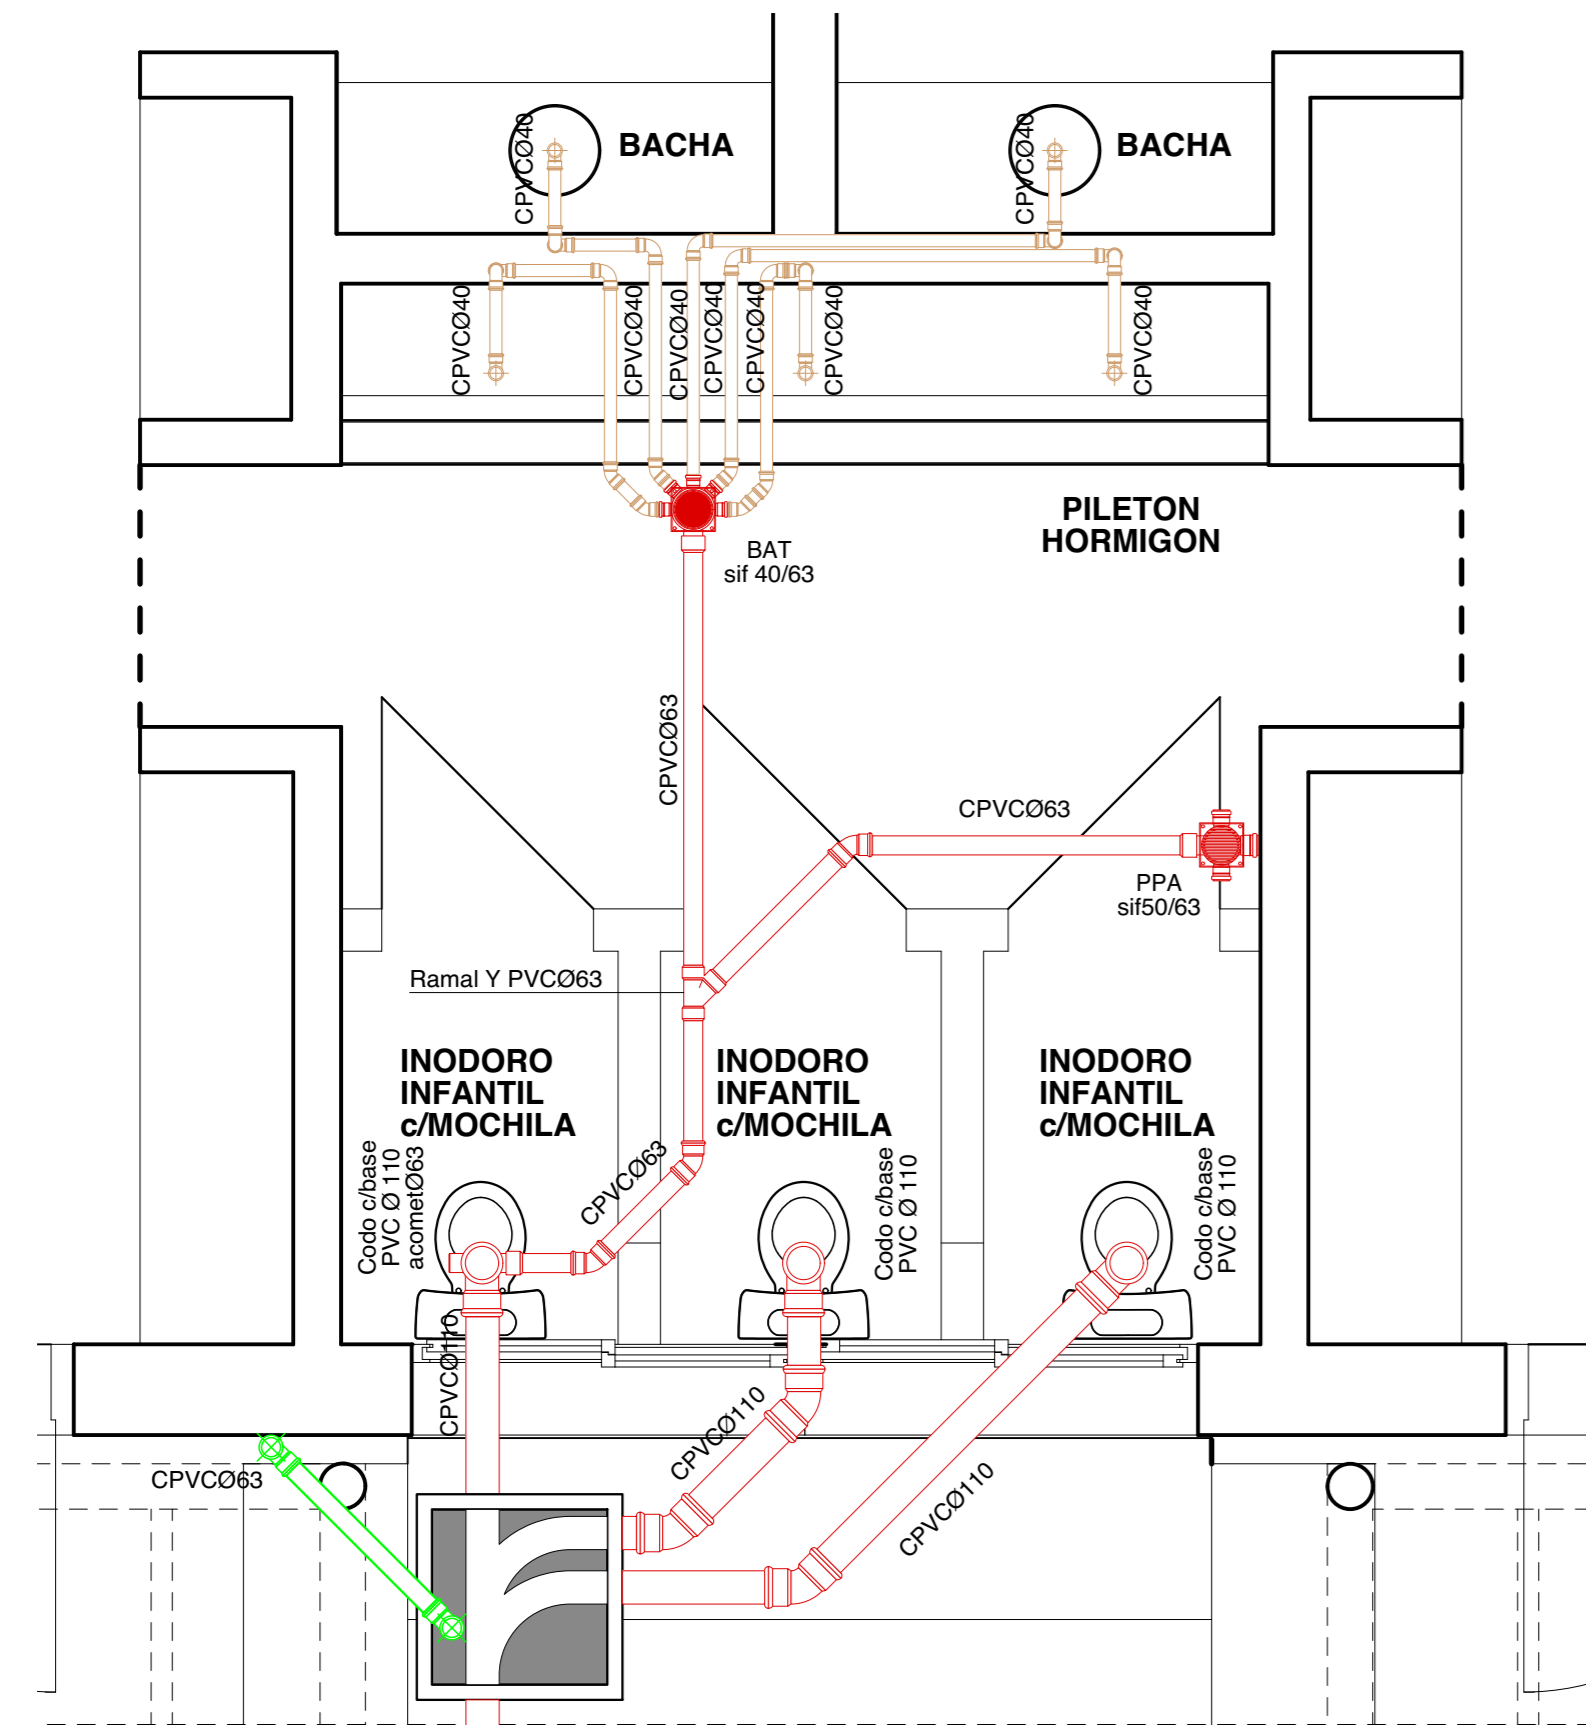 CPVCØ40
BACHA
CPVCØ40
BACHA
CPVCØ40
CPVCØ40
CPVCØ40
CPVCØ40
CPVCØ40
CPVCØ40
CPVCØ40
PILETON
HORMIGON
BAT
sif 40/63
CPVCØ63
CPVCØ63
PPA
sif50/63
Ramal Y PVCØ63
INODORO
INFANTIL
c/MOCHILA
INODORO
INFANTIL
c/MOCHILA
INODORO
INFANTIL
c/MOCHILA
Codo c/base
PVC Ø 110
acometØ63
CPVCØ63
Codo c/base
PVC Ø 110
Codo c/base
PVC Ø 110
CPVCØ110
CPVCØ110
CPVCØ110
CPVCØ63